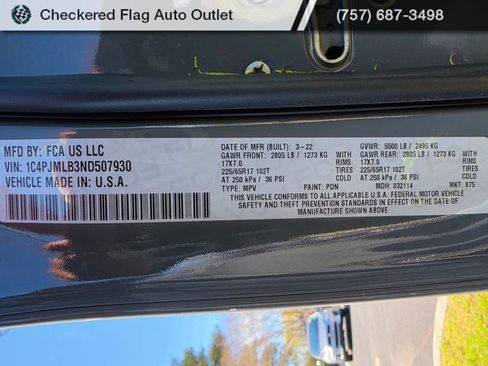 Checkered Flag Auto Outlet
(757) 687-3498
MFD BY: FCA US LLC
VIN: 1C4PJMLB3ND507930
VEHICLE MADE IN: U.S.A.
DATE OF MFR (BUILT): 3-22
GVWR: 5500 LB / 2495 KG
GAWR FRONT: 2805 LB / 1273 KG WITH
GAWR REAR: 2805 LB / 1273 KG WITH
17X7.0 RIMS
17X7.0 RIMS
225/65R17 102T TIRES
225/65R17 102T TIRES
AT 250 kPa / 36 PSI COLD
AT 250 kPa / 36 PSI COLD
TYPE: MPV
PAINT: PDN
MDH: 032114
MKT: 875
THIS VEHICLE CONFORMS TO ALL APPLICABLE U.S.A. FEDERAL MOTOR VEHICLE
SAFETY AND THEFT PREVENTION STANDARDS IN EFFECT ON THE DATE OF
MANUFACTURE SHOWN ABOVE.